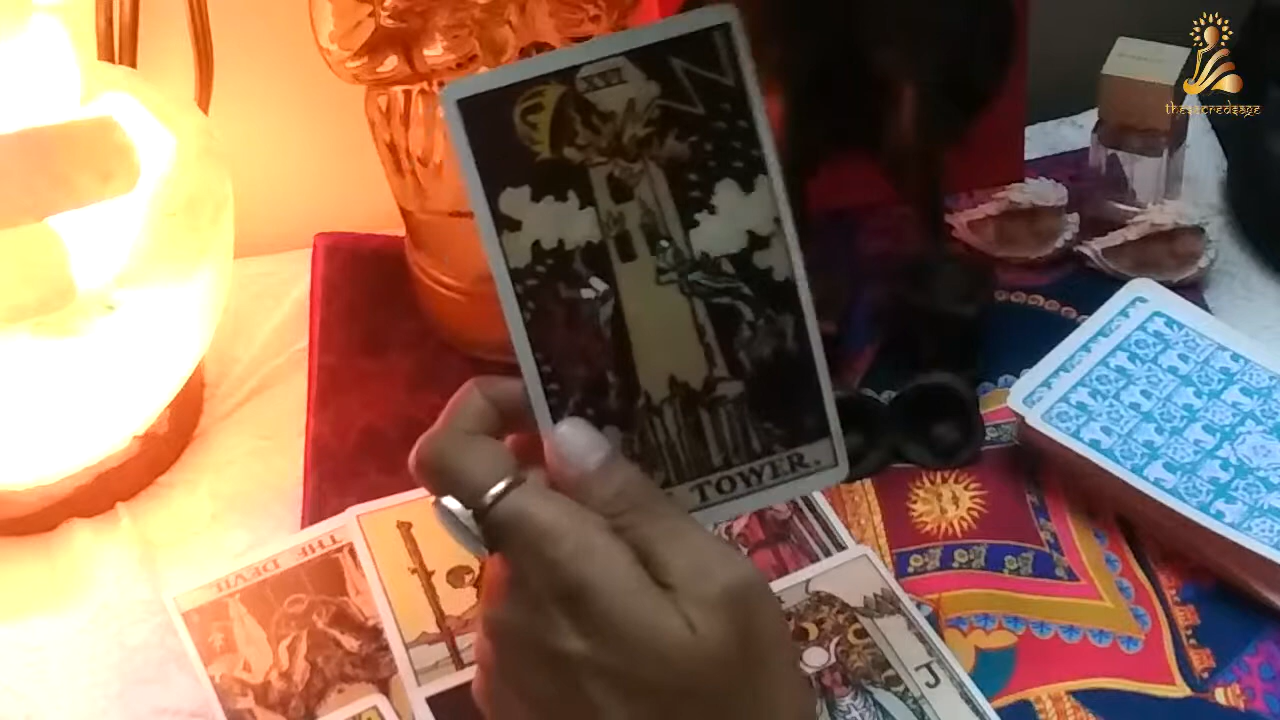 XVI
thesacredsage
TOWER.
THE DEVIL
J